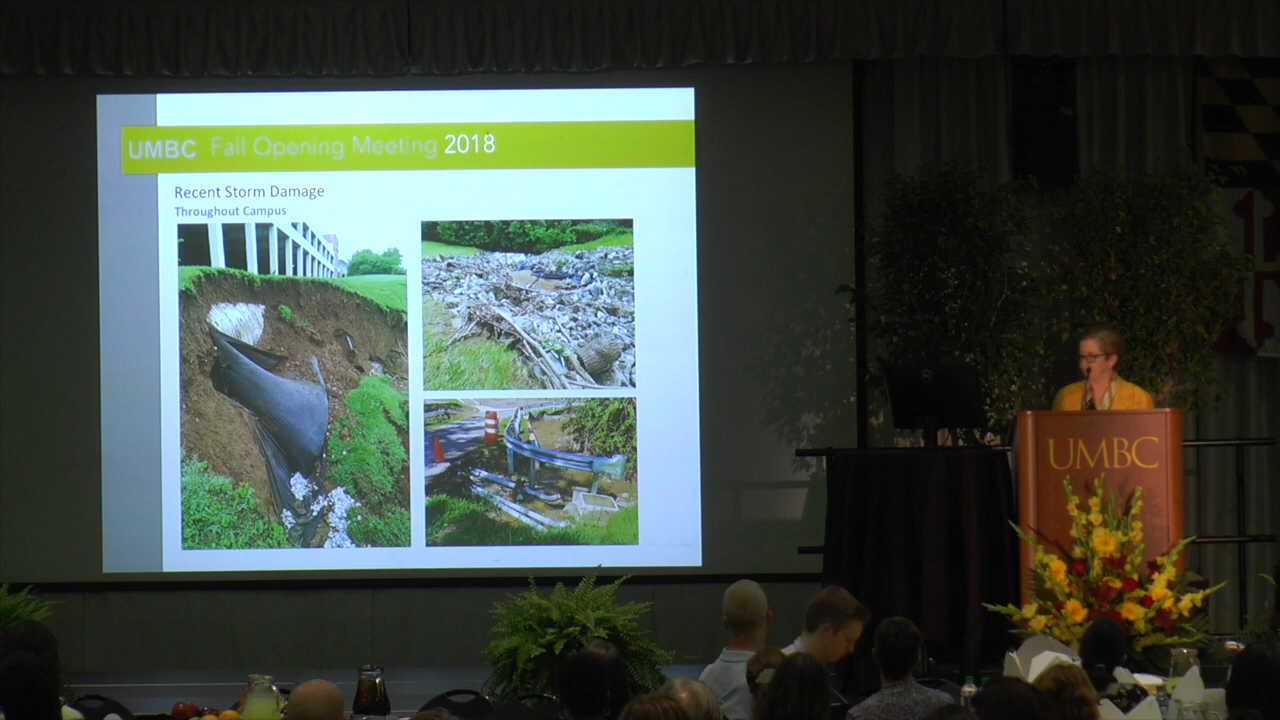 UMBC Fall Opening Meeting 2018
Recent Storm Damage
Throughout Campus
UMBC